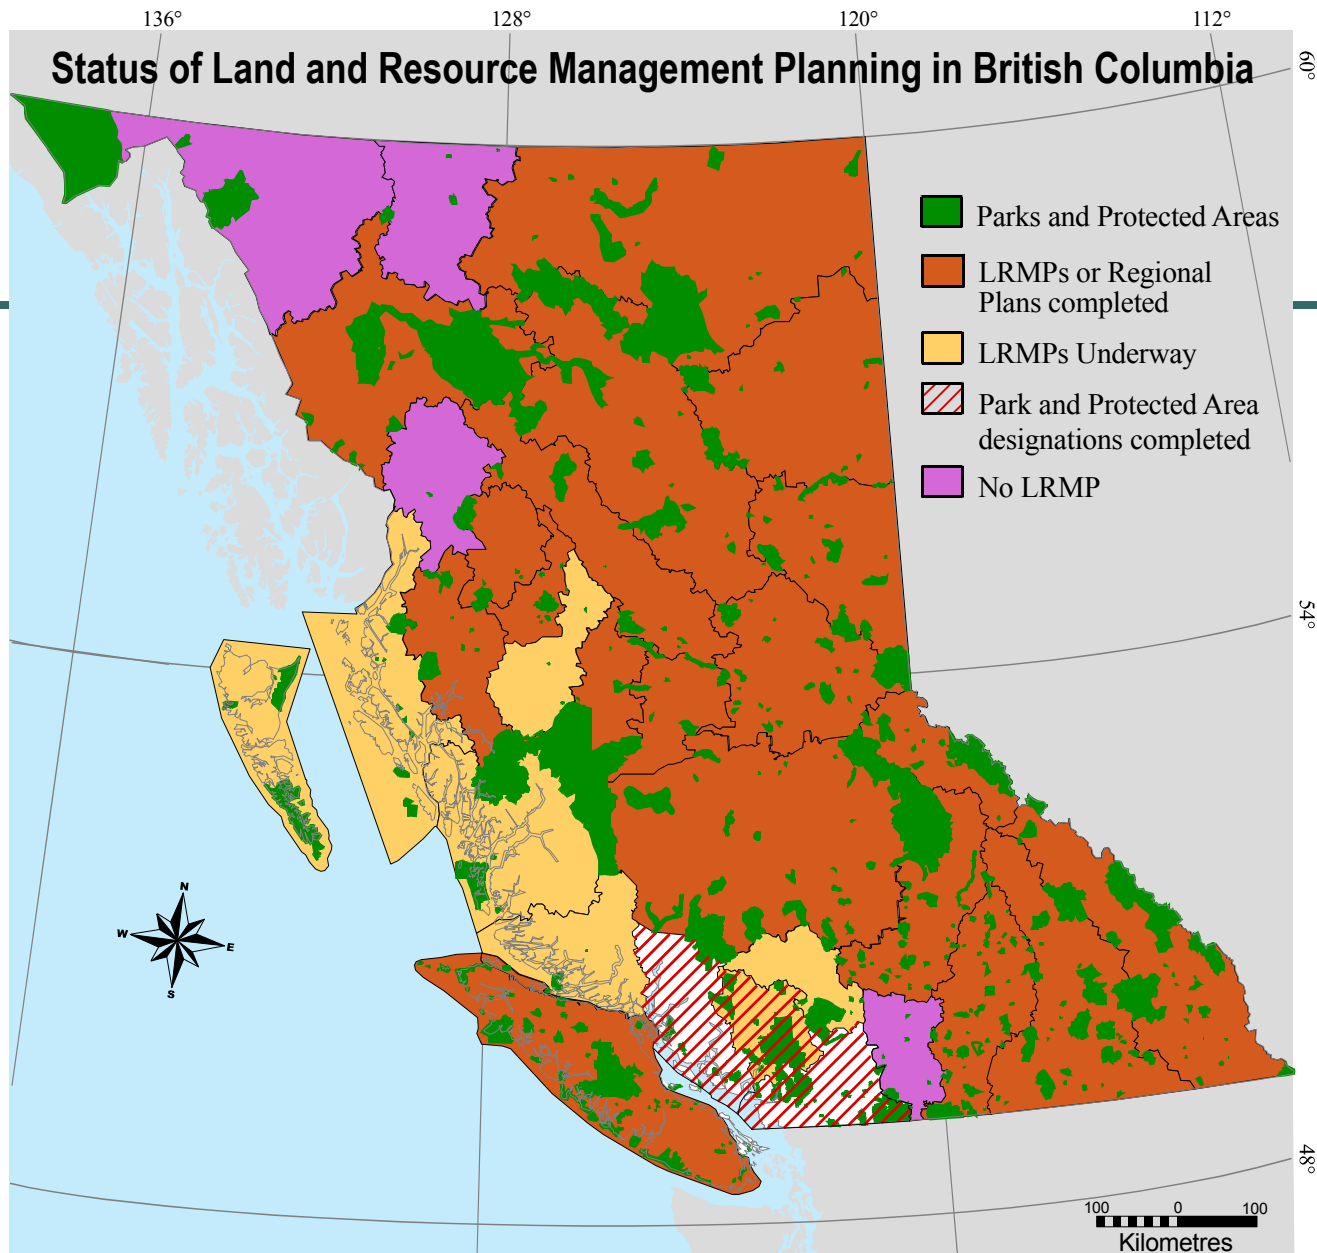 136°
128°
120°
112°
Status of Land and Resource Management Planning in British Columbia
60°
Parks and Protected Areas
LRMPs or Regional
Plans completed
LRMPs Underway
Park and Protected Area
designations completed
No LRMP
54°
N
W
E
S
48°
100 0 100
Kilometres